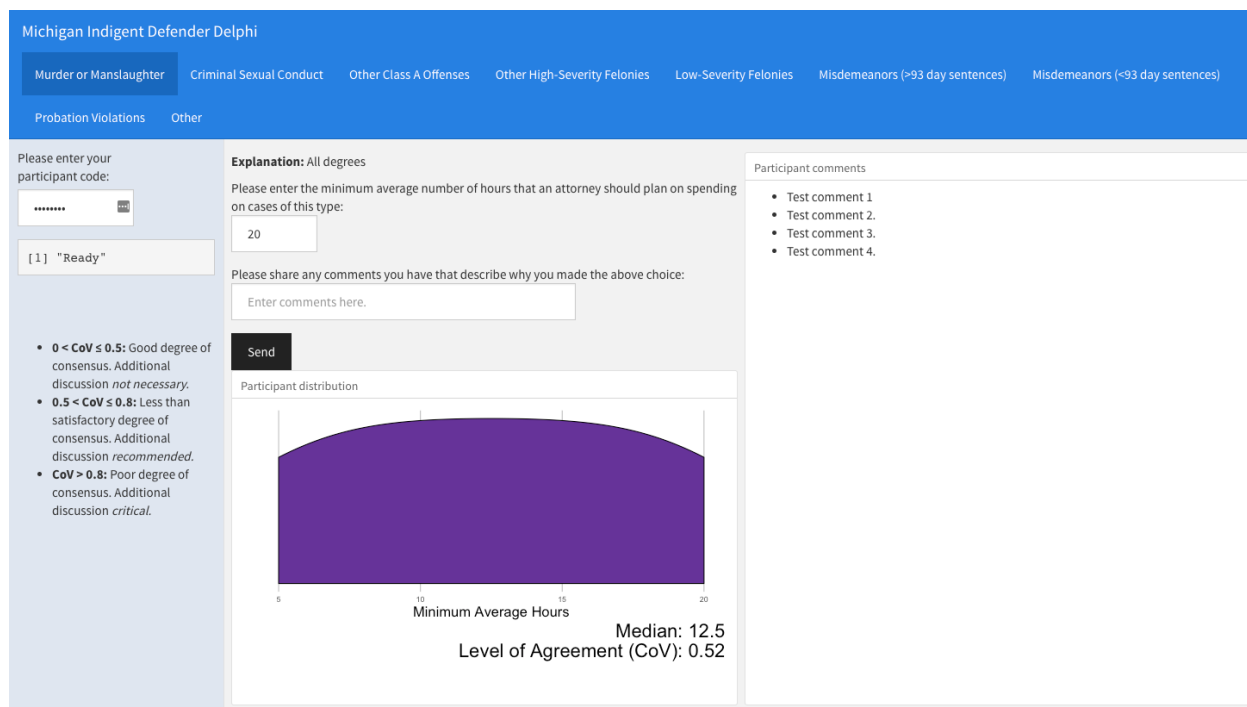 Michigan Indigent Defender Delphi
Murder or Manslaughter Criminal Sexual Conduct Other Class A Offenses Other High-Severity Felonies Low-Severity Felonies Misdemeanors (>93 day sentences) Misdemeanors (<93 day sentences)
Probation Violations Other
Please enter your
participant code:
••••••••
[1] "Ready"
• 0 < CoV ≤ 0.5: Good degree of
consensus. Additional
discussion not necessary.
• 0.5 < CoV ≤ 0.8: Less than
satisfactory degree of
consensus. Additional
discussion recommended.
• CoV > 0.8: Poor degree of
consensus. Additional
discussion critical.
Explanation: All degrees
Please enter the minimum average number of hours that an attorney should plan on spending
on cases of this type:
20
Please share any comments you have that describe why you made the above choice:
Enter comments here.
Send
Participant distribution
5 10 15 20
Minimum Average Hours
Median: 12.5
Level of Agreement (CoV): 0.52
Participant comments
• Test comment 1
• Test comment 2.
• Test comment 3.
• Test comment 4.